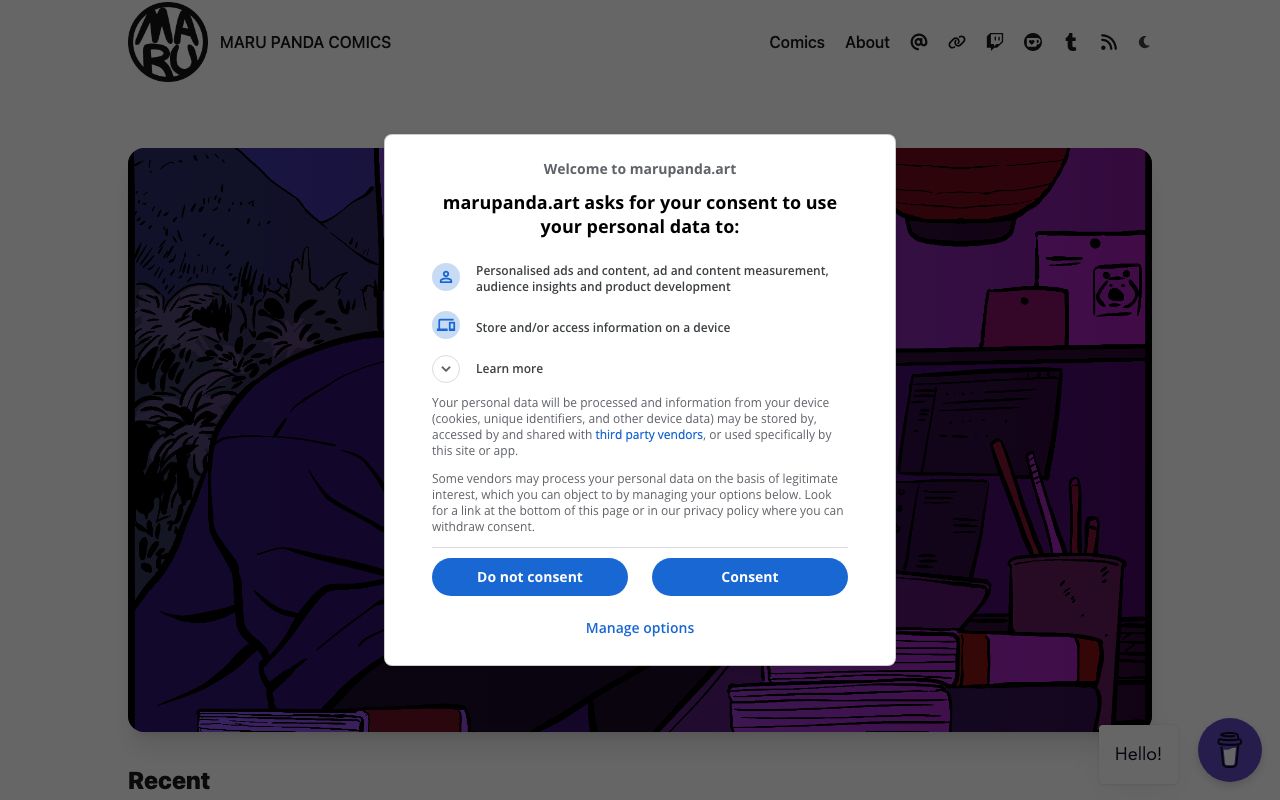 MARU
MARU PANDA COMICS
Comics
About
Welcome to marupanda.art
marupanda.art asks for your consent to use
your personal data to:
Personalised ads and content, ad and content measurement,
audience insights and product development
Store and/or access information on a device
Learn more
Your personal data will be processed and information from your device
(cookies, unique identifiers, and other device data) may be stored by,
accessed by and shared with third party vendors, or used specifically by
this site or app.
Some vendors may process your personal data on the basis of legitimate
interest, which you can object to by managing your options below. Look
for a link at the bottom of this page or in our privacy policy where you can
withdraw consent.
Do not consent
Consent
Manage options
Hello!
Recent